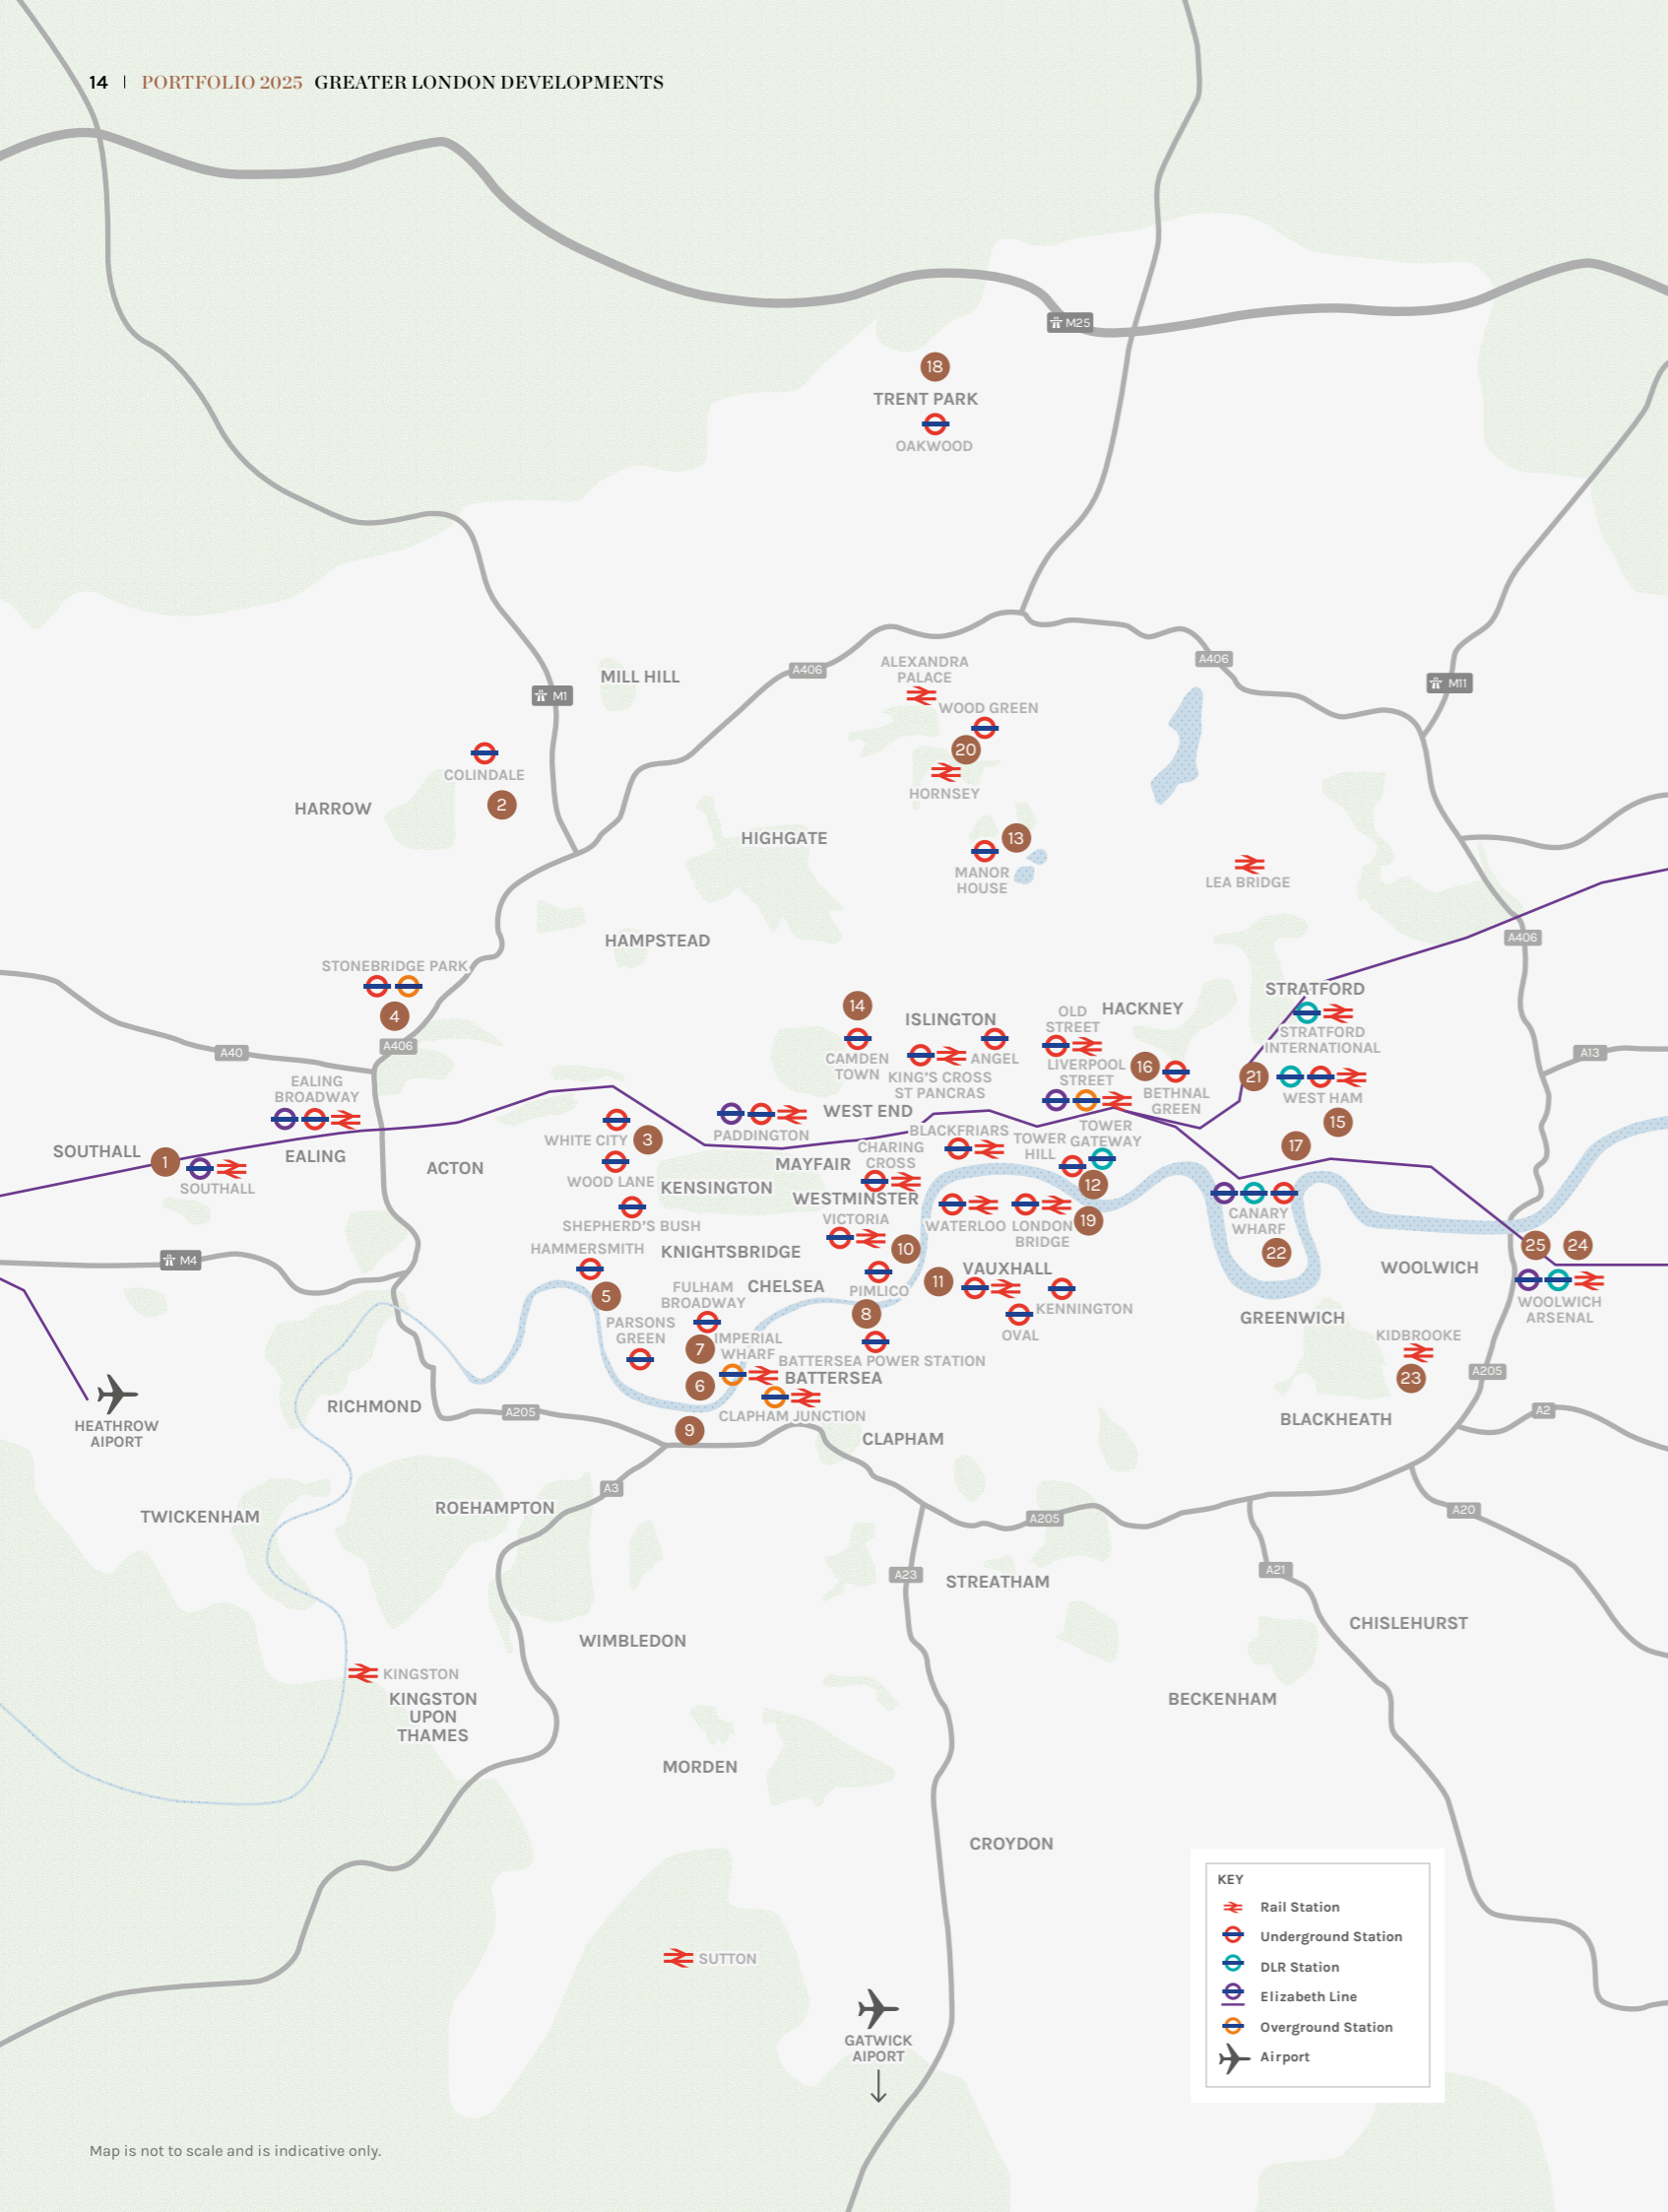 14 | PORTFOLIO 2025 GREATER LONDON DEVELOPMENTS
M25
18
TRENT PARK
OAKWOOD
A406
A406
ALEXANDRA
PALACE
MILL HILL
M1
M11
WOOD GREEN
20
HORNSEY
COLINDALE
2
HARROW
HIGHGATE
13
MANOR
HOUSE
LEA BRIDGE
HAMPSTEAD
A406
STONEBRIDGE PARK
4
A406
A40
STRATFORD
STRATFORD
INTERNATIONAL
14
CAMDEN
TOWN
ISLINGTON
ANGEL
KING'S CROSS
ST PANCRAS
OLD
STREET
HACKNEY
LIVERPOOL
STREET
16
BETHNAL
GREEN
21
WEST HAM
15
17
A13
EALING
BROADWAY
SOUTHALL
1
SOUTHALL
EALING
ACTON
WHITE CITY
3
WOOD LANE
PADDINGTON
WEST END
MAYFAIR
CHARING
CROSS
BLACKFRIARS
TOWER
HILL
TOWER
GATEWAY
12
KENSINGTON
WESTMINSTER
SHEPHERD'S BUSH
VICTORIA
WATERLOO
LONDON
BRIDGE
19
CANARY
WHARF
22
HAMMERSMITH
KNIGHTSBRIDGE
10
M4
5
FULHAM
BROADWAY
CHELSEA
PIMLICO
11
VAUXHALL
KENNINGTON
OVAL
8
PARSONS
GREEN
7
IMPERIAL
WHARF
BATTERSEA POWER STATION
6
BATTERSEA
CLAPHAM JUNCTION
9
25
24
WOOLWICH
WOOLWICH
ARSENAL
GREENWICH
KIDBROOKE
23
A205
BLACKHEATH
A2
HEATHROW
AIPORT
RICHMOND
A205
CLAPHAM
A3
TWICKENHAM
ROEHAMPTON
A205
A20
A23
STREATHAM
A21
CHISLEHURST
WIMBLEDON
KINGSTON
KINGSTON
UPON
THAMES
BECKENHAM
MORDEN
CROYDON
SUTTON
GATWICK
AIPORT
KEY
Rail Station
Underground Station
DLR Station
Elizabeth Line
Overground Station
Airport
Map is not to scale and is indicative only.